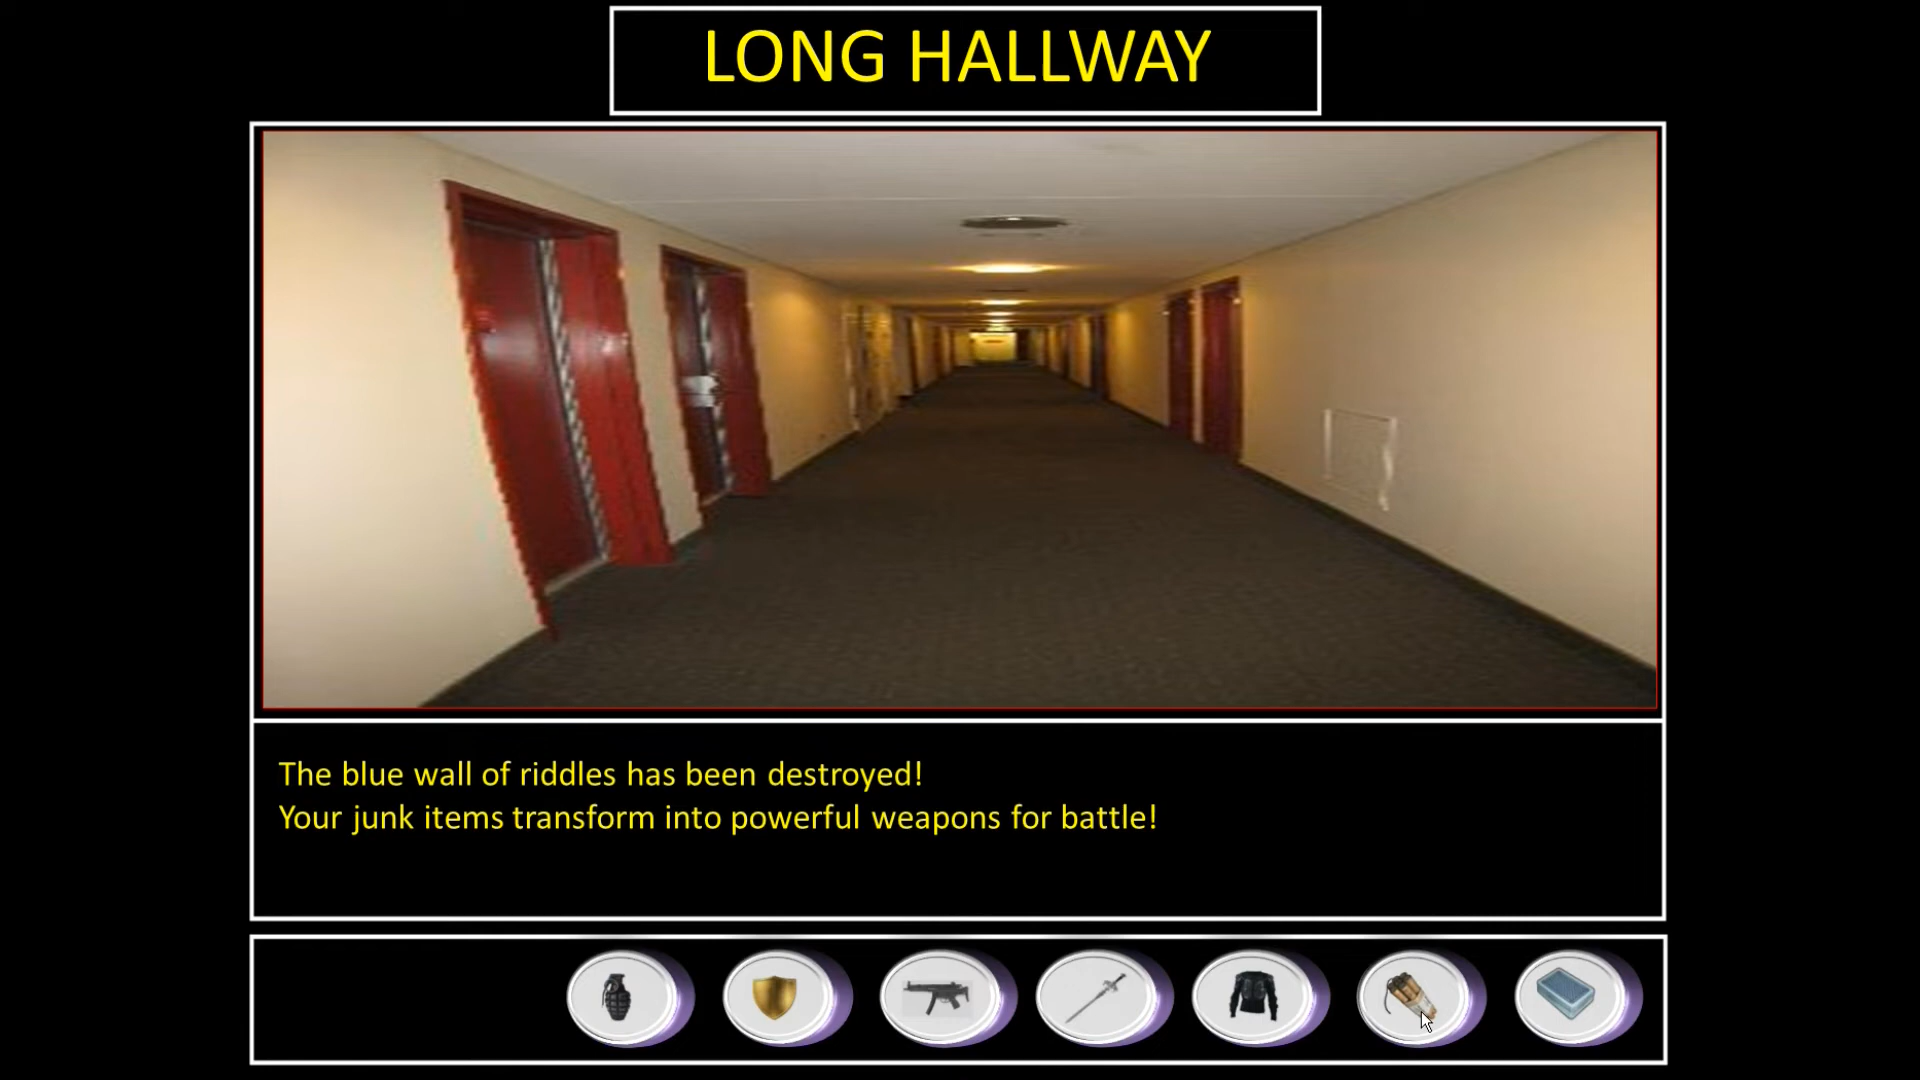 LONG HALLWAY
The blue wall of riddles has been destroyed!
Your junk items transform into powerful weapons for battle!